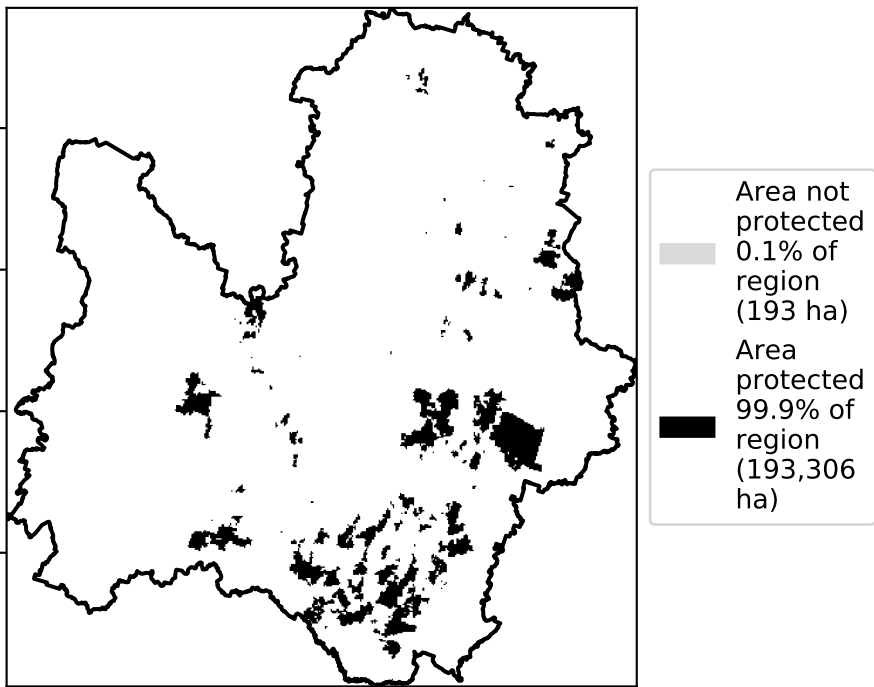 Area not
protected
0.1% of
region
(193 ha)
Area
protected
99.9% of
region
(193,306
ha)